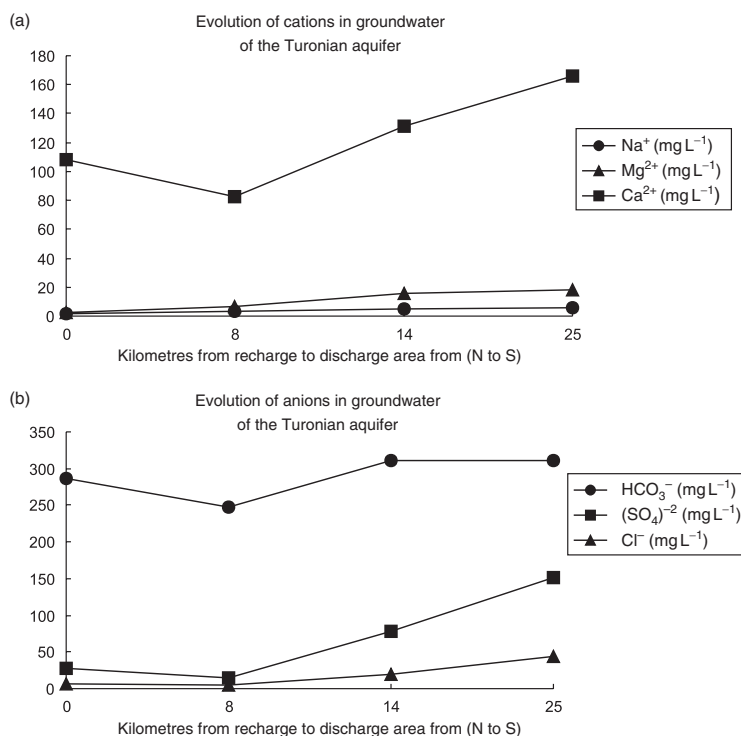 (a)
Evolution of cations in groundwater
of the Turonian aquifer
180
160
140
120
100
80
60
40
20
0
0 8 14 25
Kilometres from recharge to discharge area from (N to S)
Na⁺ (mg L⁻¹)
Mg²⁺ (mg L⁻¹)
Ca²⁺ (mg L⁻¹)
(b)
Evolution of anions in groundwater
of the Turonian aquifer
350
300
250
200
150
100
50
0
0 8 14 25
Kilometres from recharge to discharge area from (N to S)
HCO₃⁻ (mg L⁻¹)
(SO₄)⁻² (mg L⁻¹)
Cl⁻ (mg L⁻¹)